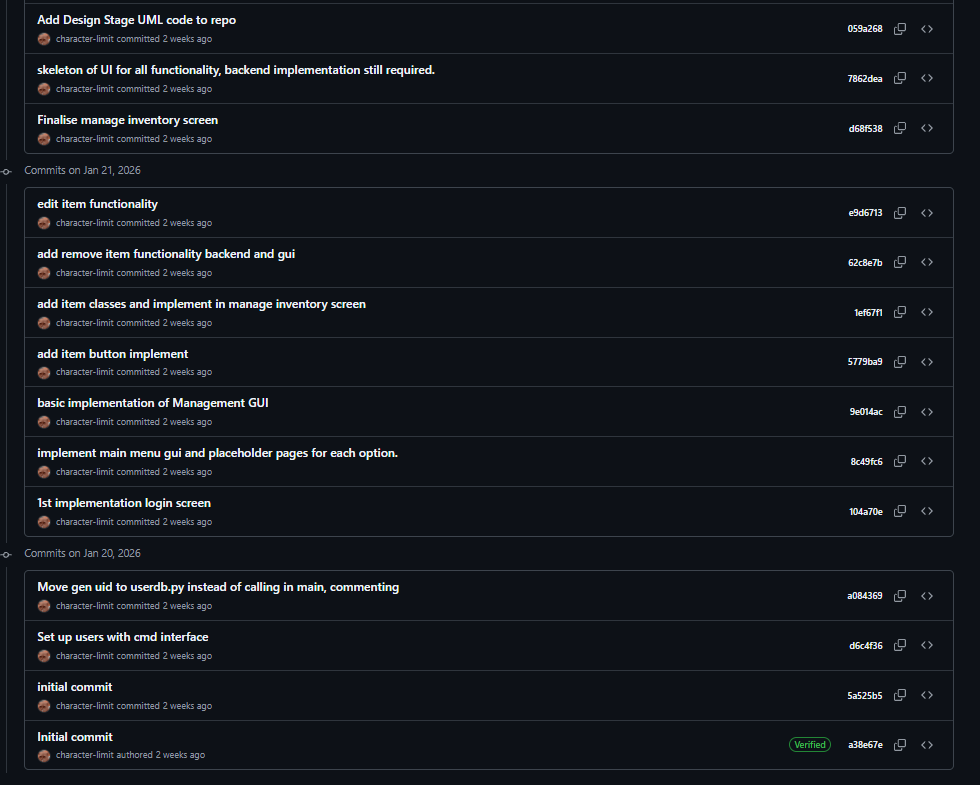 Add Design Stage UML code to repo
character-limit committed 2 weeks ago
059a268
skeleton of UI for all functionality, backend implementation still required.
character-limit committed 2 weeks ago
7862dea
Finalise manage inventory screen
character-limit committed 2 weeks ago
d68f538
Commits on Jan 21, 2026
edit item functionality
character-limit committed 2 weeks ago
e9d6713
add remove item functionality backend and gui
character-limit committed 2 weeks ago
62c8e7b
add item classes and implement in manage inventory screen
character-limit committed 2 weeks ago
1ef67f1
add item button implement
character-limit committed 2 weeks ago
5779ba9
basic implementation of Management GUI
character-limit committed 2 weeks ago
9e014ac
implement main menu gui and placeholder pages for each option.
character-limit committed 2 weeks ago
8c49fc6
1st implementation login screen
character-limit committed 2 weeks ago
104a70e
Commits on Jan 20, 2026
Move gen uid to userdb.py instead of calling in main, commenting
character-limit committed 2 weeks ago
a084369
Set up users with cmd interface
character-limit committed 2 weeks ago
d6c4f36
initial commit
character-limit committed 2 weeks ago
5a525b5
Initial commit
character-limit authored 2 weeks ago
Verified
a38e67e